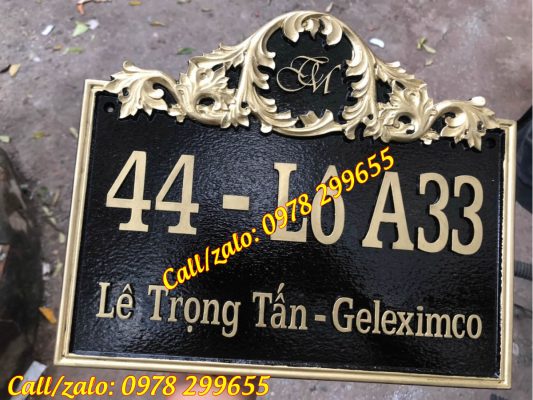 TM
44 - Lô A33
Call/zalo: 0978 299655
Lê Trọng Tấn - Geleximco
Call/zalo: 0978 299655